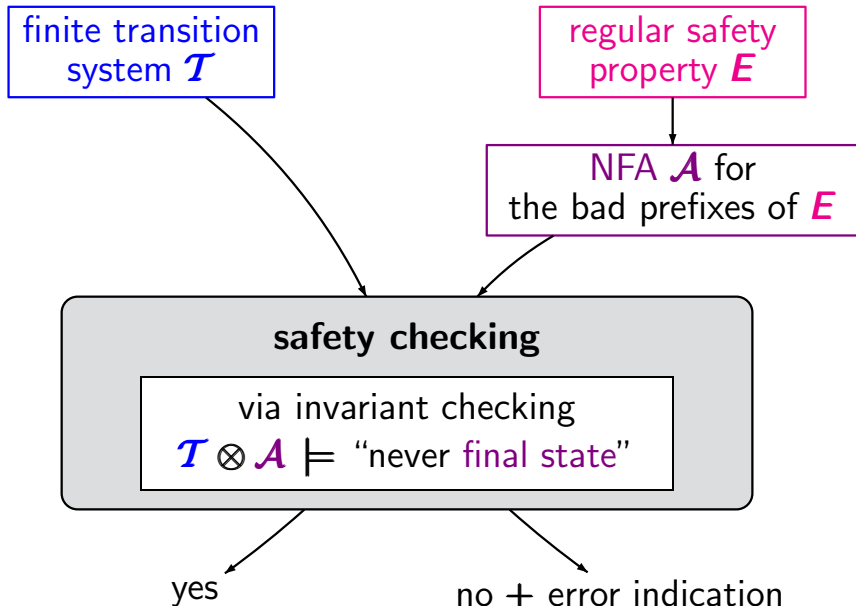 finite transition
system 𝓣
regular safety
property E
NFA 𝓐 for
the bad prefixes of E
safety checking
via invariant checking
𝓣 ⊗ 𝓐 ⊨ “never final state”
yes
no + error indication